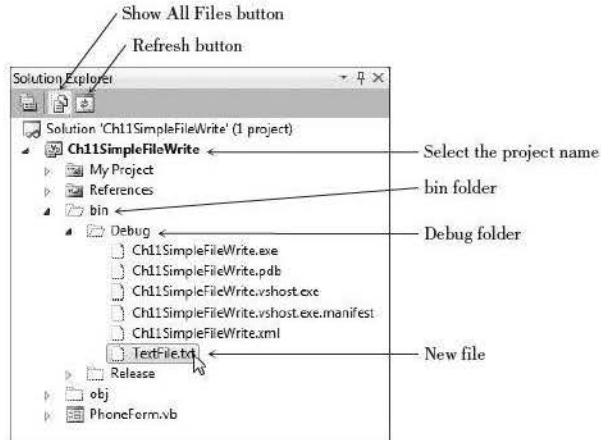 Show All Files button
Refresh button
Solution Explorer
Solution 'Ch11SimpleFileWrite' (1 project)
Ch11SimpleFileWrite
Select the project name
My Project
References
bin
bin folder
Debug
Debug folder
Ch11SimpleFileWrite.exe
Ch11SimpleFileWrite.pdb
Ch11SimpleFileWrite.vshost.exe
Ch11SimpleFileWrite.vshost.exe.manifest
Ch11SimpleFileWrite.xml
TextFile.txt
New file
Release
obj
PhoneForm.vb